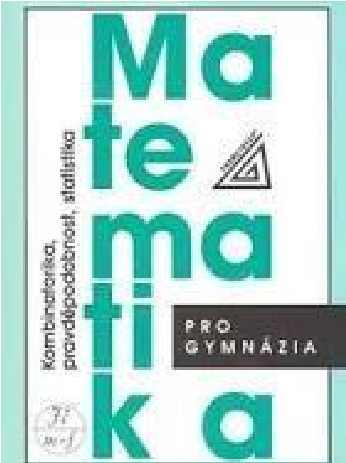 Ma
te
ma
ti
ka
Kombinatorika,
pravděpodobnost, statistika
PRO
GYMNÁZIA